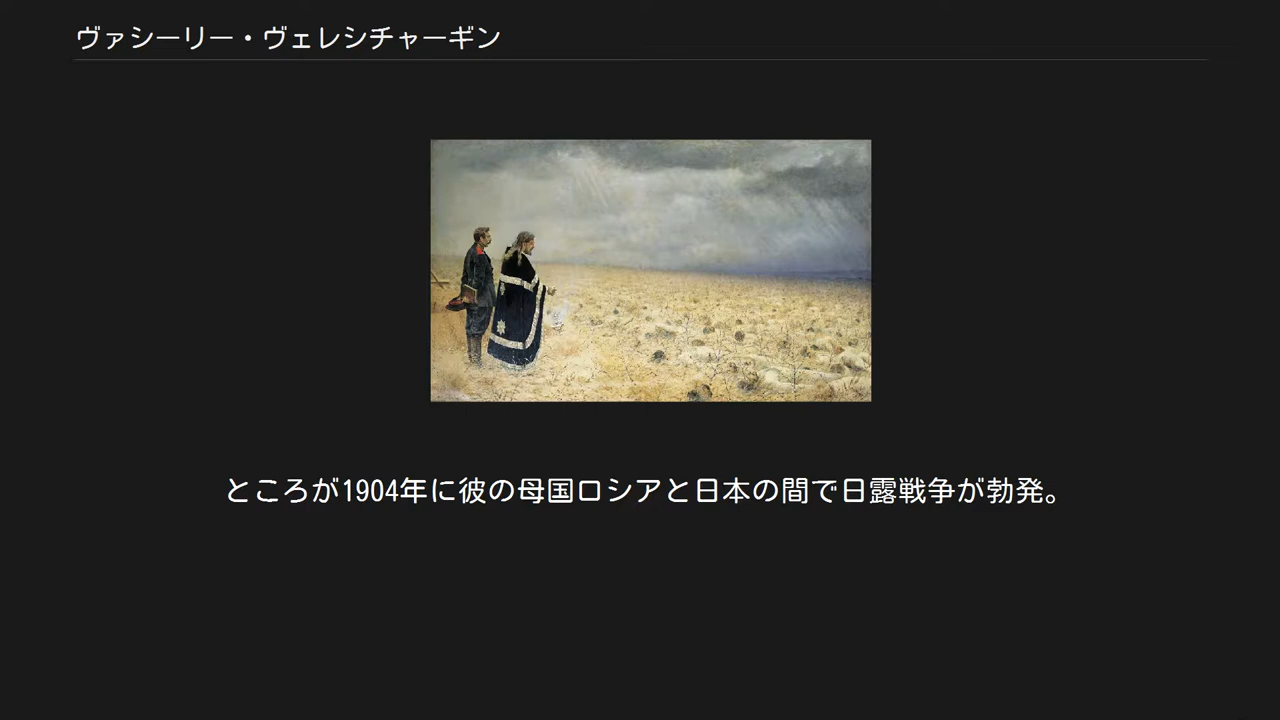 ヴァシーリー・ヴェレシチャーギン
ところが1904年に彼の母国ロシアと日本の間で日露戦争が勃発。